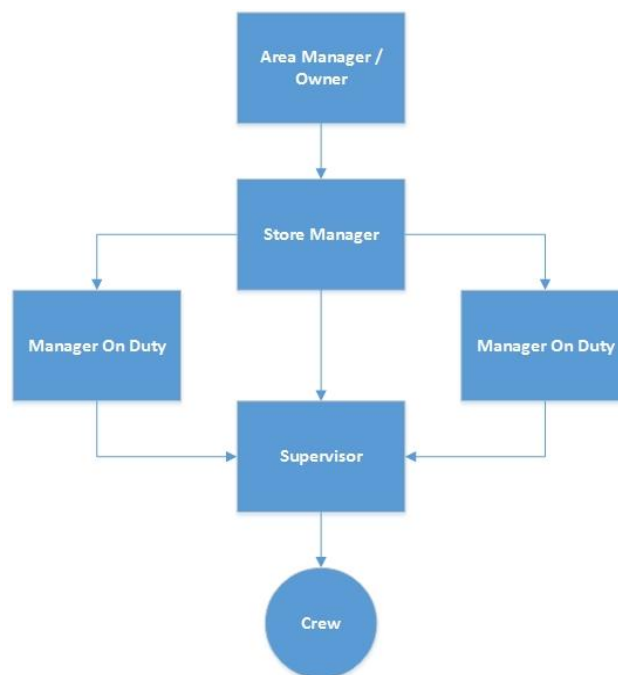 Area Manager /
Owner
Store Manager
Manager On Duty
Manager On Duty
Supervisor
Crew